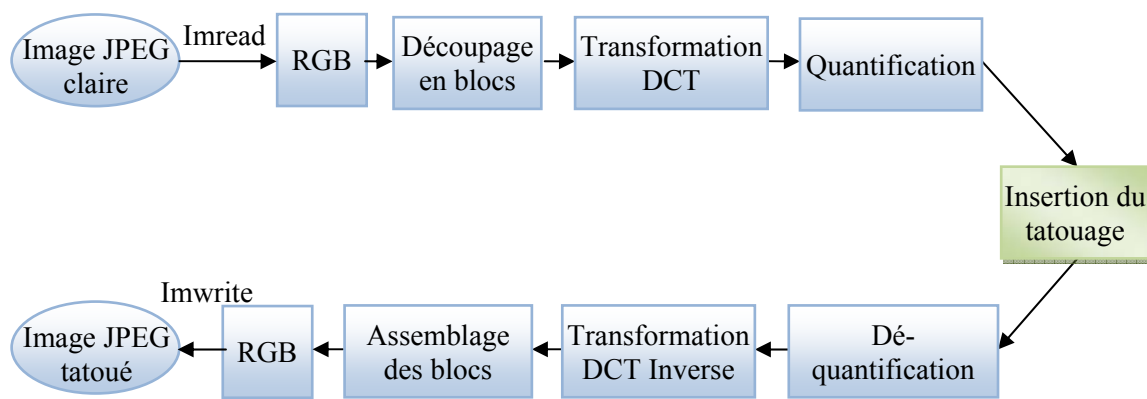 Image JPEG
claire
Imread
RGB
Découpage
en blocs
Transformation
DCT
Quantification
Insertion du
tatouage
Dé-
quantification
Transformation
DCT Inverse
Assemblage
des blocs
RGB
Imwrite
Image JPEG
tatoué